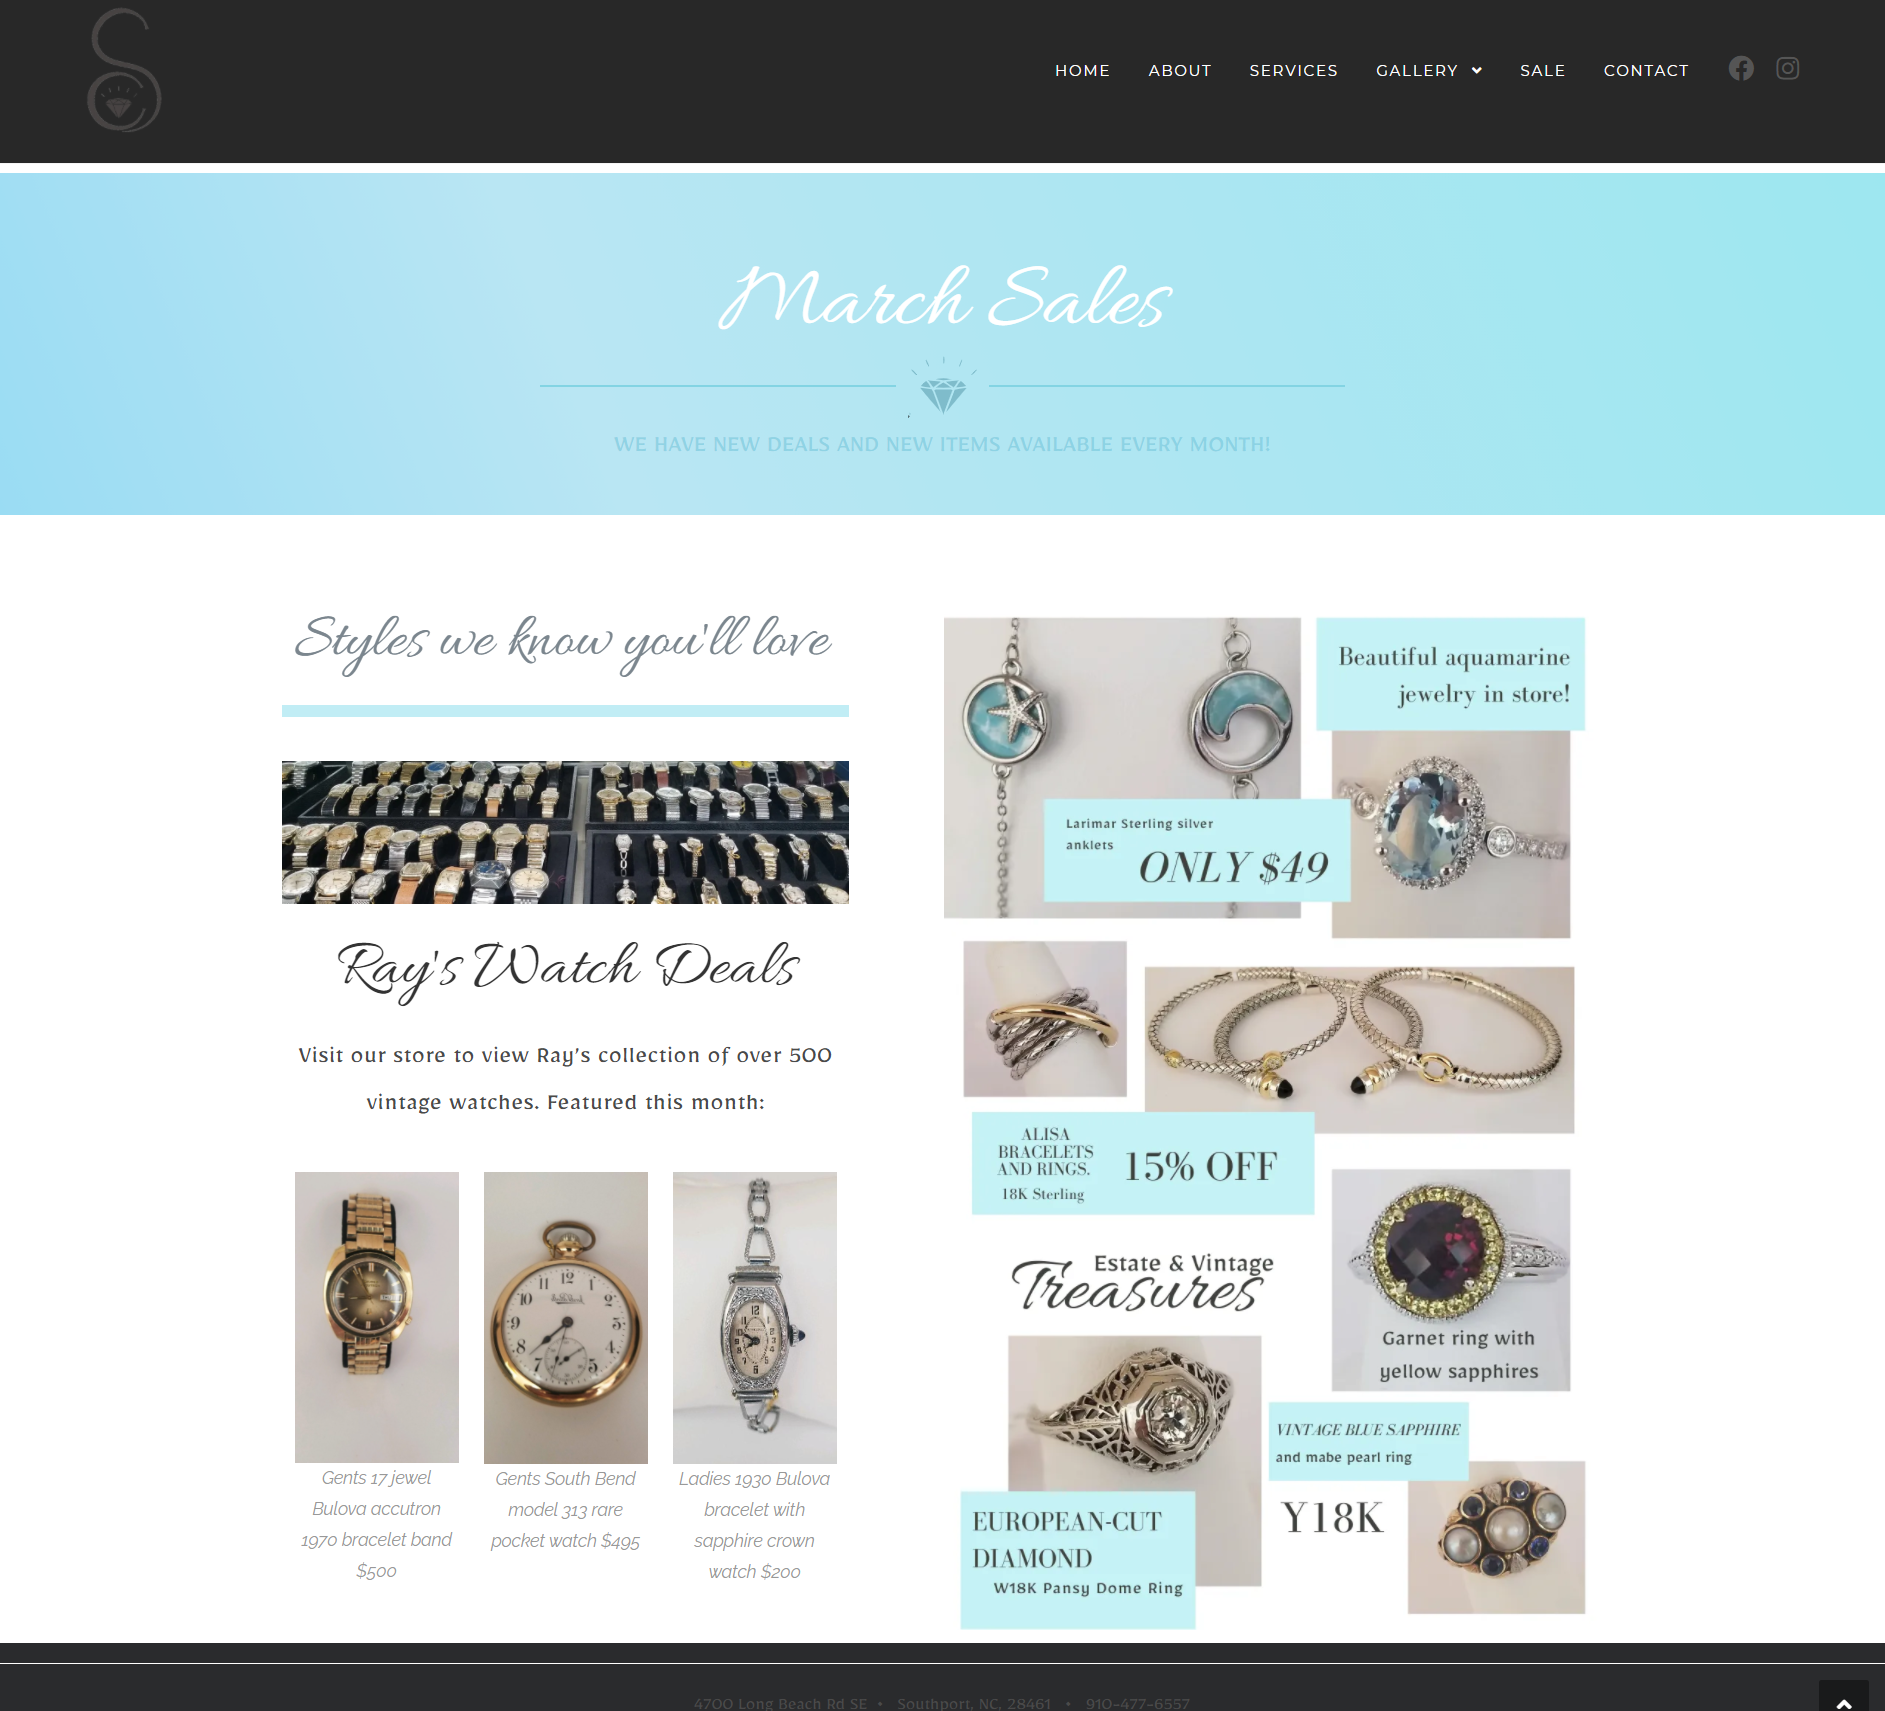 HOME
ABOUT
SERVICES
GALLERY
SALE
CONTACT
March Sales
WE HAVE NEW DEALS AND NEW ITEMS AVAILABLE EVERY MONTH!
Styles we know you'll love
Ray's Watch Deals
Visit our store to view Ray's collection of over 500
vintage watches. Featured this month:
Gents 17 jewel
Bulova accutron
1970 bracelet band
$500
Gents South Bend
model 313 rare
pocket watch $495
Ladies 1930 Bulova
bracelet with
sapphire crown
watch $200
Beautiful aquamarine
jewelry in store!
Larimar Sterling silver
anklets
ONLY $49
ALISA
BRACELETS
AND RINGS.
18K Sterling
15% OFF
Estate & Vintage
Treasures
Garnet ring with
yellow sapphires
VINTAGE BLUE SAPPHIRE
and mabe pearl ring
Y18K
EUROPEAN-CUT
DIAMOND
W18K Pansy Dome Ring
4700 Long Beach Rd SE • Southport, NC, 28461 • 910-477-6557